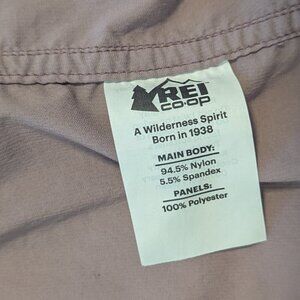 REI
CO·OP
A Wilderness Spirit
Born in 1938
MAIN BODY:
94.5% Nylon
5.5% Spandex
PANELS:
100% Polyester